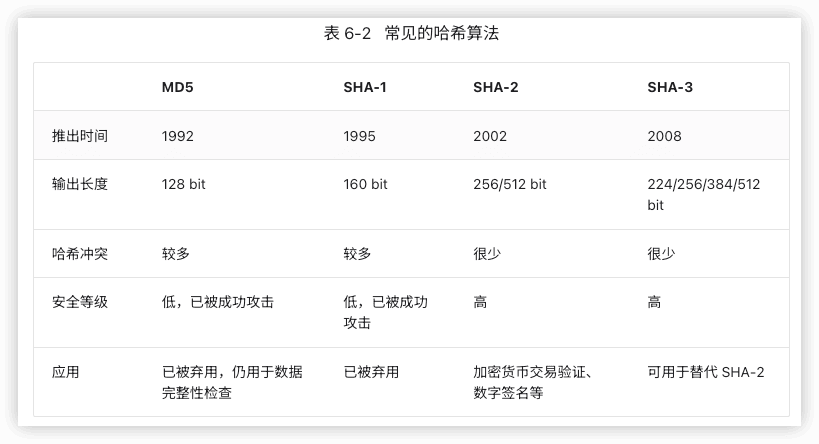 表 6-2 常见的哈希算法
MD5 SHA-1 SHA-2 SHA-3
推出时间 1992 1995 2002 2008
输出长度 128 bit 160 bit 256/512 bit 224/256/384/512
bit
哈希冲突 较多 较多 很少 很少
安全等级 低，已被成功攻击 低，已被成功 高 高
攻击
应用 已被弃用，仍用于数据 已被弃用 加密货币交易验证、 可用于替代 SHA-2
完整性检查 数字签名等